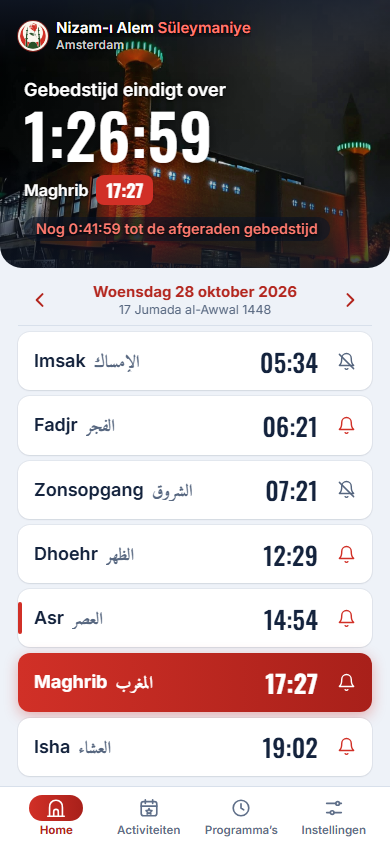 Nizam-ı Alem Süleymaniye
Amsterdam
Gebedstijd eindigt over
1:26:59
Maghrib 17:27
Nog 0:41:59 tot de afgeraden gebedstijd
Woensdag 28 oktober 2026
17 Jumada al-Awwal 1448
Imsak الإمساك 05:34
Fadjr الفجر 06:21
Zonsopgang الشروق 07:21
Dhoehr الظهر 12:29
Asr العصر 14:54
Maghrib المغرب 17:27
Isha العشاء 19:02
Home Activiteiten Programma's Instellingen